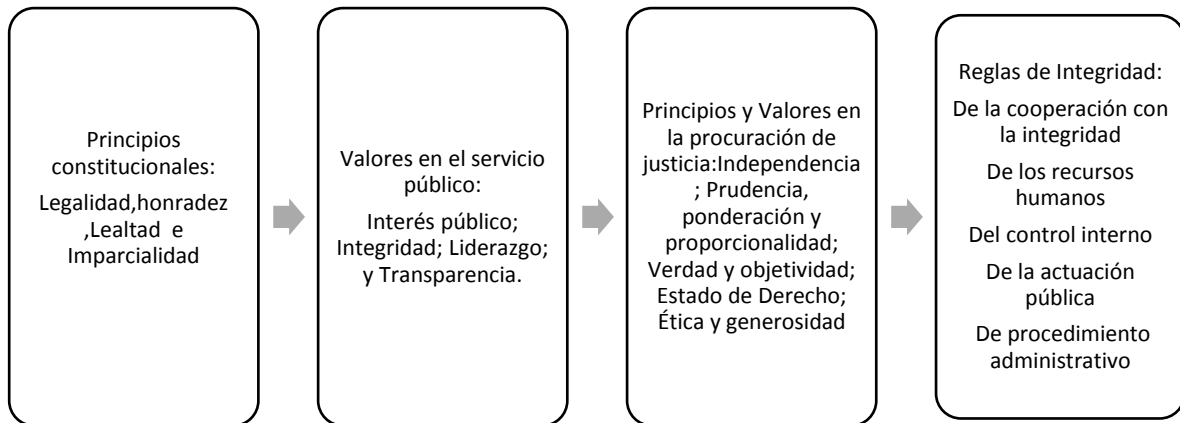 Principios
constitucionales:
Legalidad,honradez
,Lealtad e
Imparcialidad
Valores en el servicio
público:
Interés público;
Integridad; Liderazgo;
y Transparencia.
Principios y Valores en
la procuración de
justicia:Independencia
; Prudencia,
ponderación y
proporcionalidad;
Verdad y objetividad;
Estado de Derecho;
Ética y generosidad
Reglas de Integridad:
De la cooperación con
la integridad
De los recursos
humanos
Del control interno
De la actuación
pública
De procedimiento
administrativo